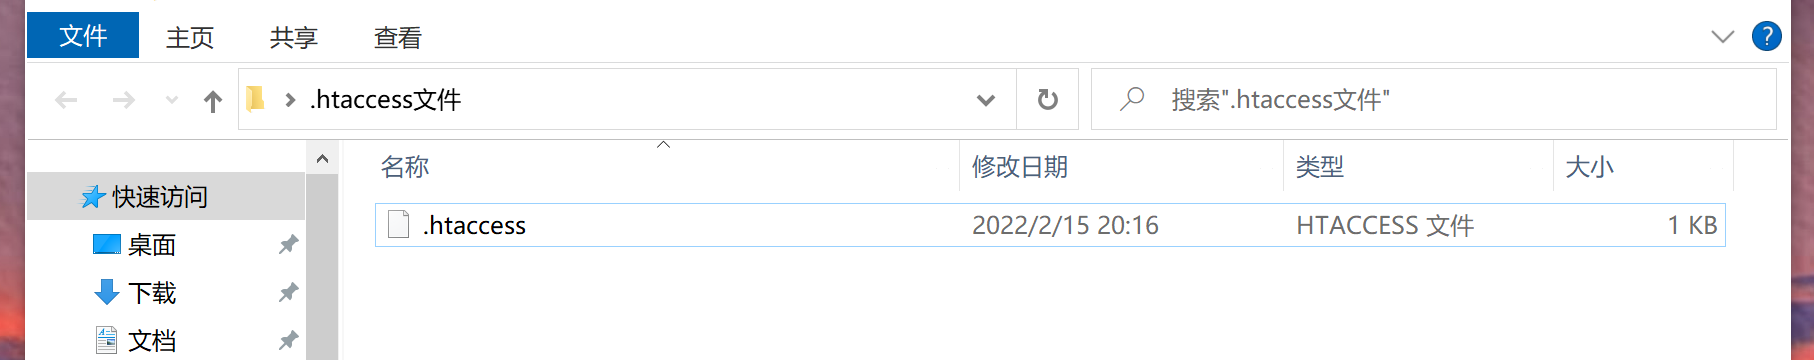 文件 主页 共享 查看 ?
.htaccess文件 搜索".htaccess文件"
名称 修改日期 类型 大小
快速访问
.htaccess 2022/2/15 20:16 HTACCESS 文件 1 KB
桌面
下载
文档